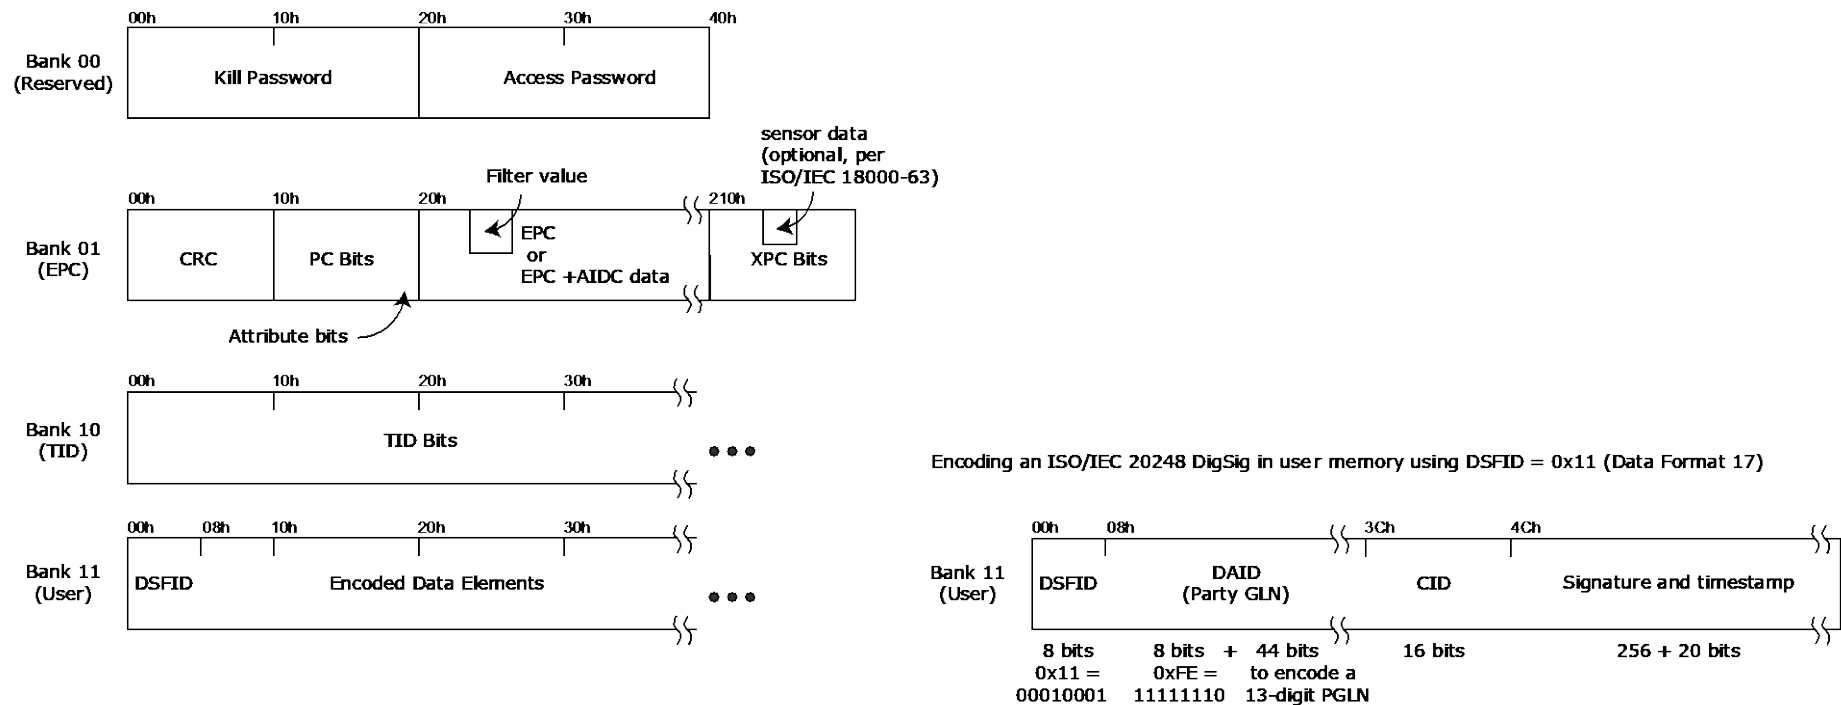 00h 10h 20h 30h 40h
Bank 00
(Reserved)
Kill Password
Access Password
sensor data
(optional, per
ISO/IEC 18000-63)
Filter value
00h 10h 20h 210h
Bank 01
(EPC)
CRC
PC Bits
EPC
or
EPC +AIDC data
XPC Bits
Attribute bits
00h 10h 20h 30h
Bank 10
(TID)
TID Bits
00h 08h 10h 20h 30h
Bank 11
(User)
DSFID
Encoded Data Elements
Encoding an ISO/IEC 20248 DigSig in user memory using DSFID = 0x11 (Data Format 17)
00h 08h 3Ch 4Ch
Bank 11
(User)
DSFID
DAID
(Party GLN)
CID
Signature and timestamp
8 bits 8 bits + 44 bits 16 bits 256 + 20 bits
0x11 = 0xFE = to encode a
00010001 11111110 13-digit PGLN